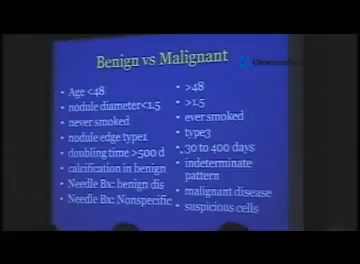 Benign vs Malignant
Age <48
nodule diameter<1.5
never smoked
nodule edge type1
doubling time >500 d
calcification in benign
Needle Bx: benign dis
Needle Bx: Nonspecific
>48
>1.5
ever smoked
type3
30 to 400 days
indeterminate
pattern
malignant disease
suspicious cells